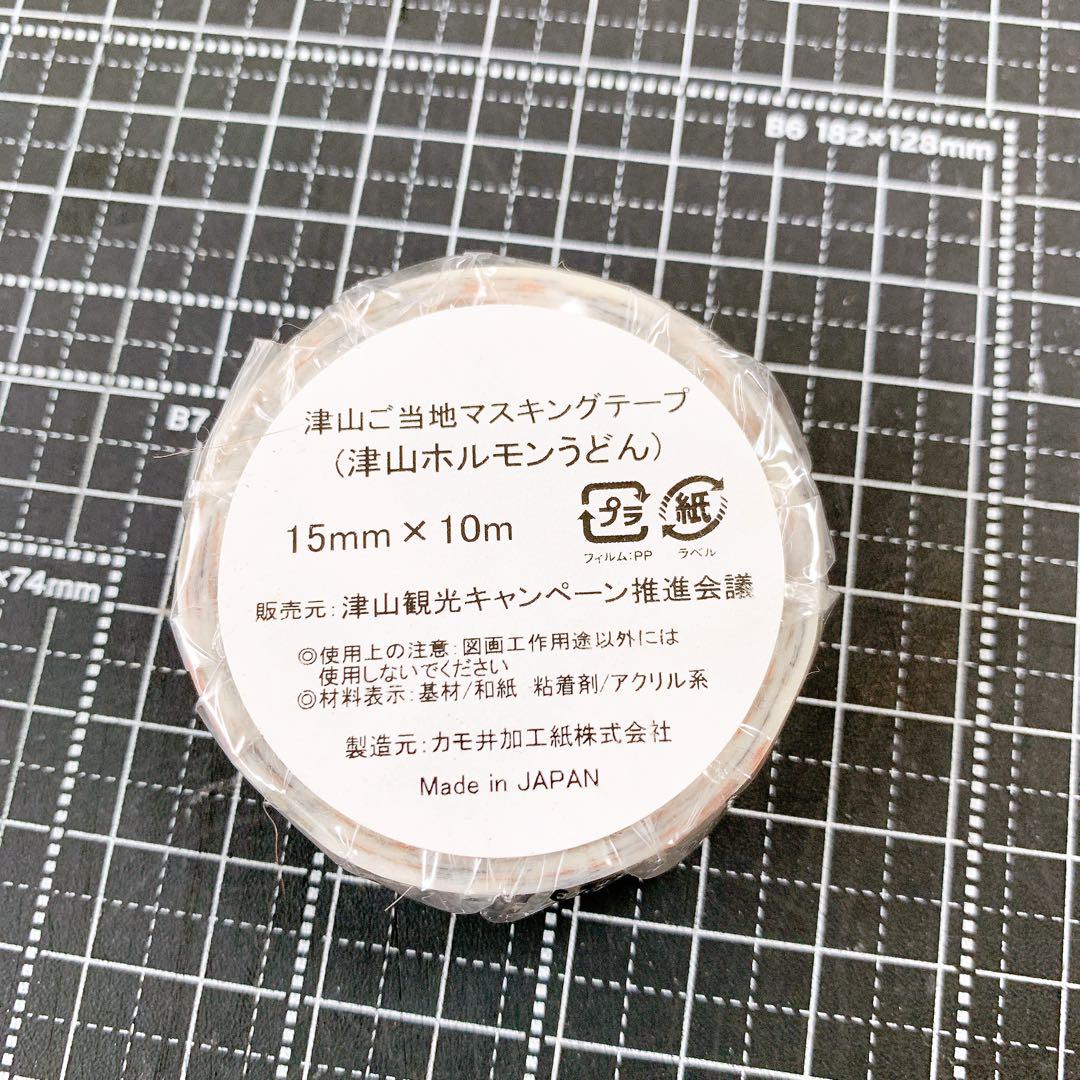 B6 182×128mm
B7
×74mm
津山ご当地マスキングテープ
(津山ホルモンうどん)
15mm × 10m
プラ
紙
フィルム:PP
ラベル
販売元:津山観光キャンペーン推進会議
◎使用上の注意:図画工作用途以外には
使用しないでください
◎材料表示:基材/和紙 粘着剤/アクリル系
製造元:カモ井加工紙株式会社
Made in JAPAN